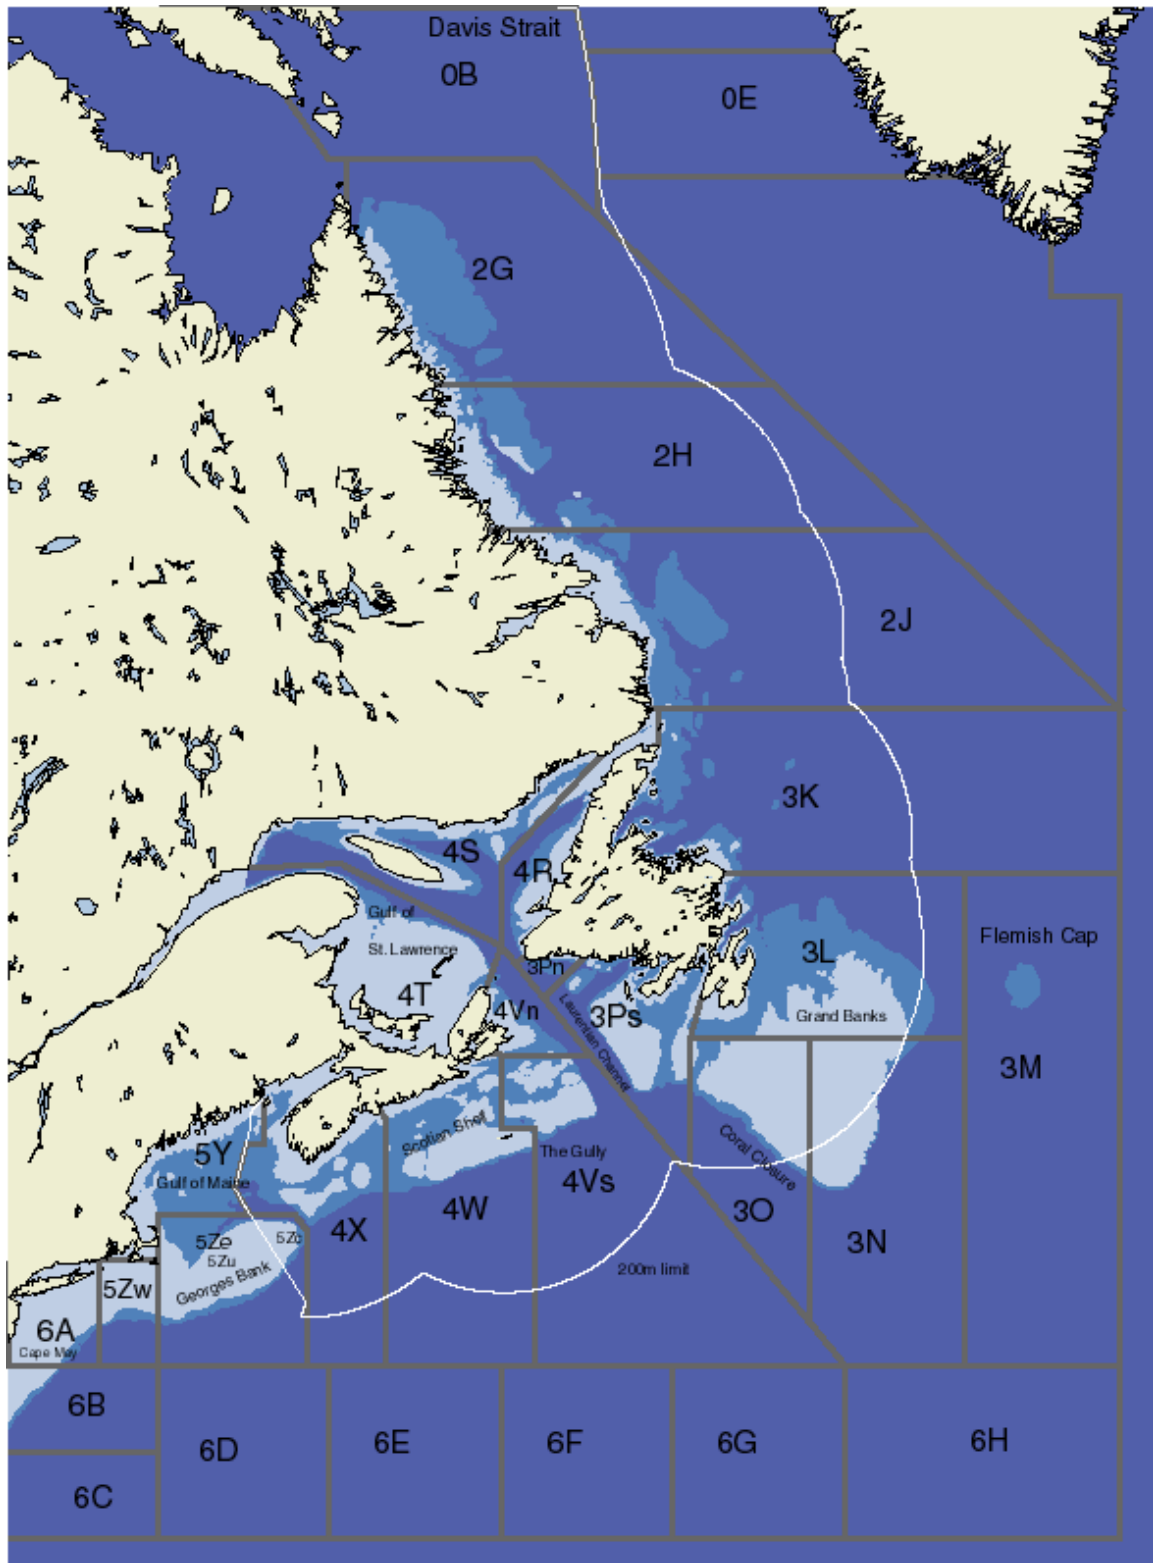 Davis Strait
0B
0E
2G
2H
2J
3K
4S
4R
Gulf of
St. Lawrence
4T
3Pn
4Vn
Laurentian Channel
3Ps
3L
Grand Banks
Flemish Cap
3M
Scotian Shelf
The Gully
4Vs
Coral Closure
5Y
Gulf of Maine
4X
4W
3O
3N
5Ze
5Zu
5Zc
Georges Bank
200m limit
5Zw
6A
Cape May
6B
6C
6D
6E
6F
6G
6H